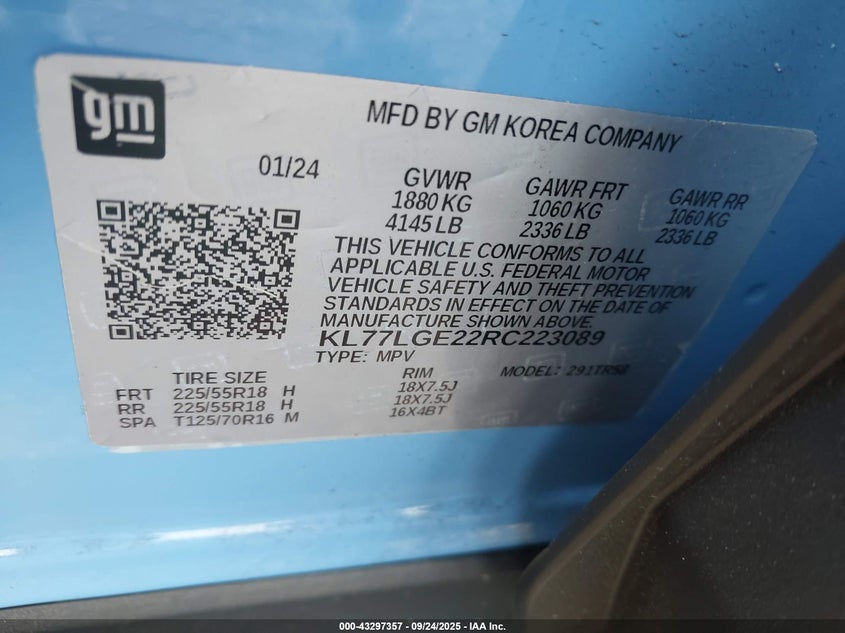 gm
MFD BY GM KOREA COMPANY
01/24
GVWR GAWR FRT GAWR RR
1880 KG 1060 KG 1060 KG
4145 LB 2336 LB 2336 LB
THIS VEHICLE CONFORMS TO ALL
APPLICABLE U.S. FEDERAL MOTOR
VEHICLE SAFETY AND THEFT PREVENTION
STANDARDS IN EFFECT ON THE DATE OF
MANUFACTURE SHOWN ABOVE.
KL77LGE22RC223089
TYPE: MPV MODEL: 291TR58
TIRE SIZE RIM
FRT 225/55R18 H 18X7.5J
RR 225/55R18 H 18X7.5J
SPA T125/70R16 M 16X4BT
000-43297357 - 09/24/2025 - IAA Inc.